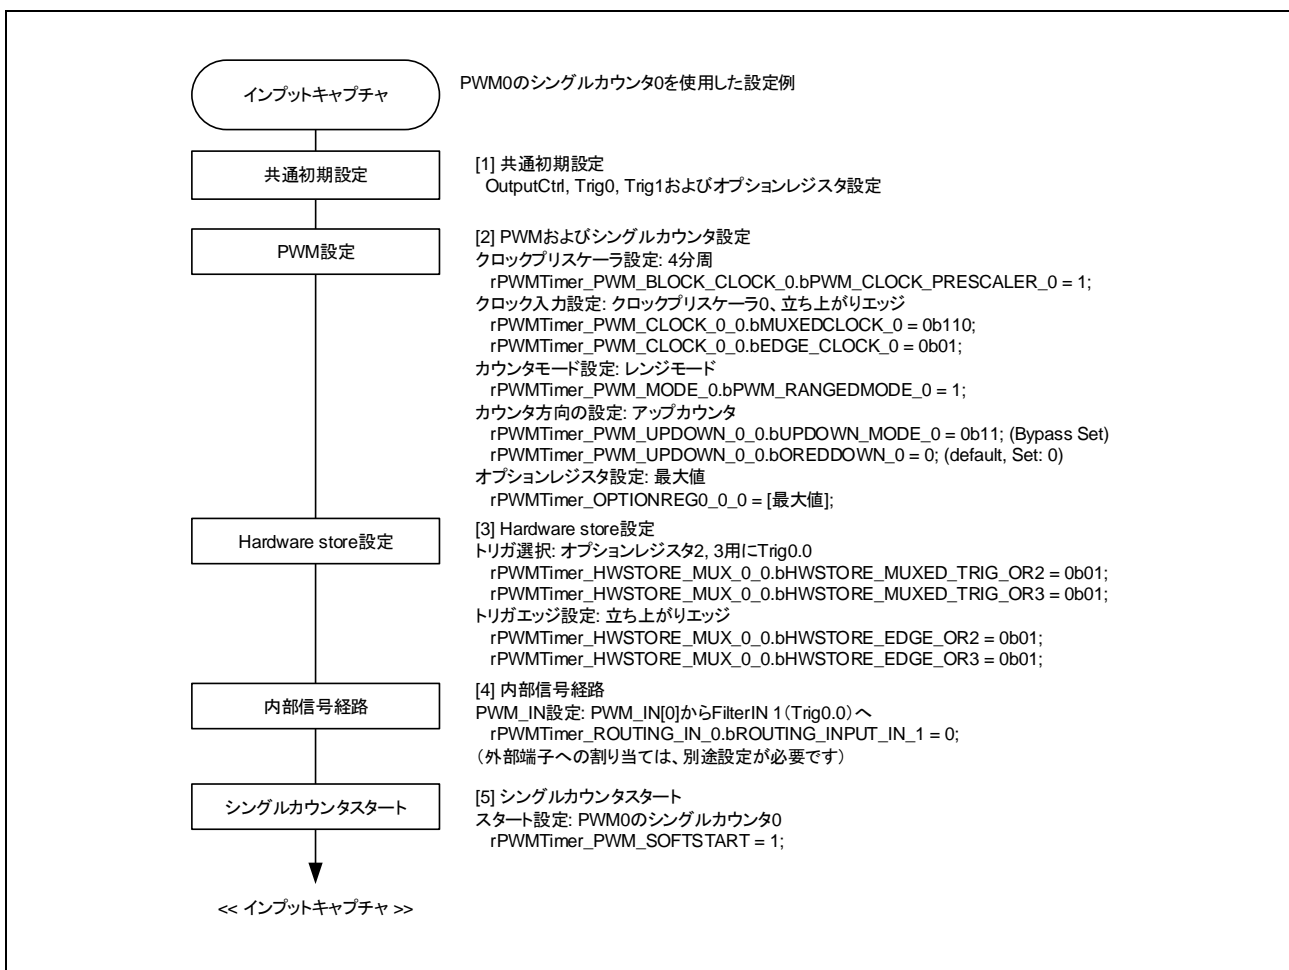 インプットキャプチャ
PWM0のシングルカウンタ0を使用した設定例
共通初期設定
[1] 共通初期設定
OutputCtrl, Trig0, Trig1およびオプションレジスタ設定
PWM設定
[2] PWMおよびシングルカウンタ設定
クロックプリスケーラ設定: 4分周
rPWMTimer_PWM_BLOCK_CLOCK_0.bPWM_CLOCK_PRESCALER_0 = 1;
クロック入力設定: クロックプリスケーラ0、立ち上がりエッジ
rPWMTimer_PWM_CLOCK_0_0.bMUXEDCLOCK_0 = 0b110;
rPWMTimer_PWM_CLOCK_0_0.bEDGE_CLOCK_0 = 0b01;
カウンタモード設定: レンジモード
rPWMTimer_PWM_MODE_0.bPWM_RANGEDMODE_0 = 1;
カウンタ方向の設定: アップカウンタ
rPWMTimer_PWM_UPDOWN_0_0.bUPDOWN_MODE_0 = 0b11; (Bypass Set)
rPWMTimer_PWM_UPDOWN_0_0.bOREDDOWN_0 = 0; (default, Set: 0)
オプションレジスタ設定: 最大値
rPWMTimer_OPTIONREG0_0_0 = [最大値];
Hardware store設定
[3] Hardware store設定
トリガ選択: オプションレジスタ2, 3用にTrig0.0
rPWMTimer_HWSTORE_MUX_0_0.bHWSTORE_MUXED_TRIG_OR2 = 0b01;
rPWMTimer_HWSTORE_MUX_0_0.bHWSTORE_MUXED_TRIG_OR3 = 0b01;
トリガエッジ設定: 立ち上がりエッジ
rPWMTimer_HWSTORE_MUX_0_0.bHWSTORE_EDGE_OR2 = 0b01;
rPWMTimer_HWSTORE_MUX_0_0.bHWSTORE_EDGE_OR3 = 0b01;
内部信号経路
[4] 内部信号経路
PWM_IN設定: PWM_IN[0]からFilterIN 1(Trig0.0)へ
rPWMTimer_ROUTING_IN_0.bROUTING_INPUT_IN_1 = 0;
(外部端子への割り当ては、別途設定が必要です)
シングルカウンタスタート
[5] シングルカウンタスタート
スタート設定: PWM0のシングルカウンタ0
rPWMTimer_PWM_SOFTSTART = 1;
<< インプットキャプチャ >>